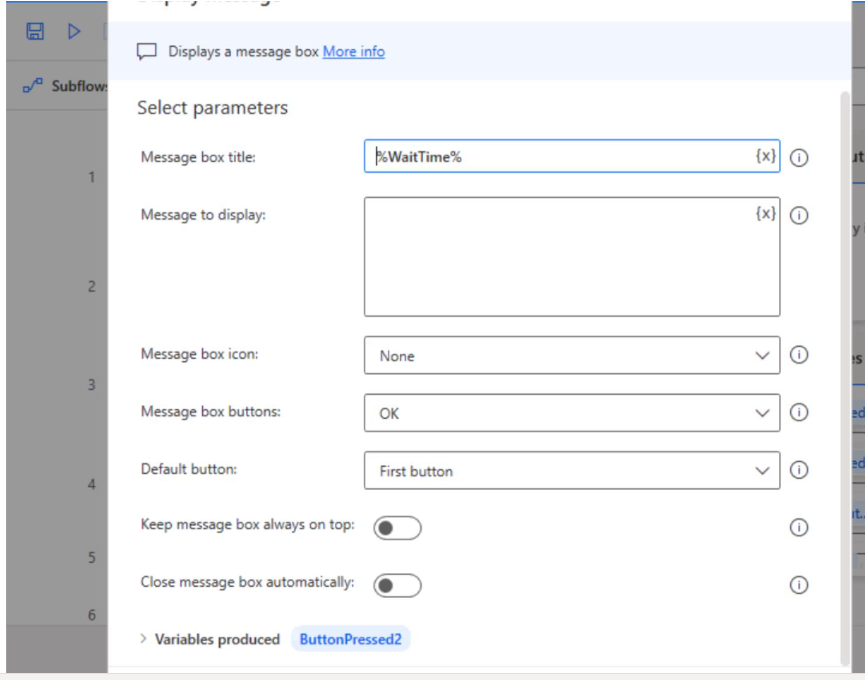 Displays a message box More info
Subflows
Select parameters
Message box title:
%WaitTime%
{x}
1
Message to display:
{x}
2
Message box icon:
None
3
Message box buttons:
OK
Default button:
First button
4
Keep message box always on top:
5
Close message box automatically:
6
Variables produced ButtonPressed2